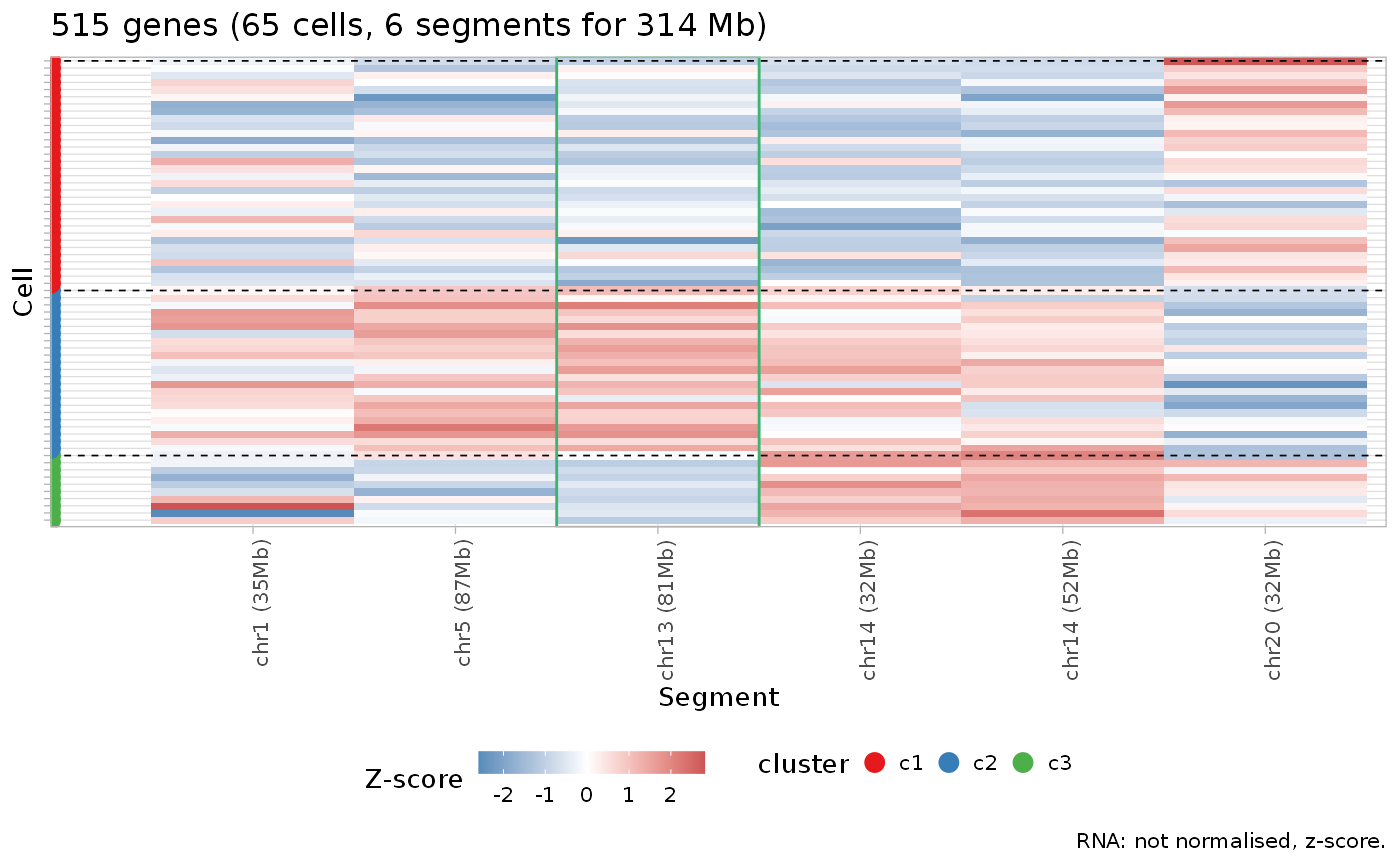 515 genes (65 cells, 6 segments for 314 Mb)
Cell
chr1 (35Mb)
chr5 (87Mb)
chr13 (81Mb)
chr14 (32Mb)
chr14 (52Mb)
chr20 (32Mb)
Segment
Z-score
-2 -1 0 1 2
cluster c1 c2 c3
RNA: not normalised, z-score.